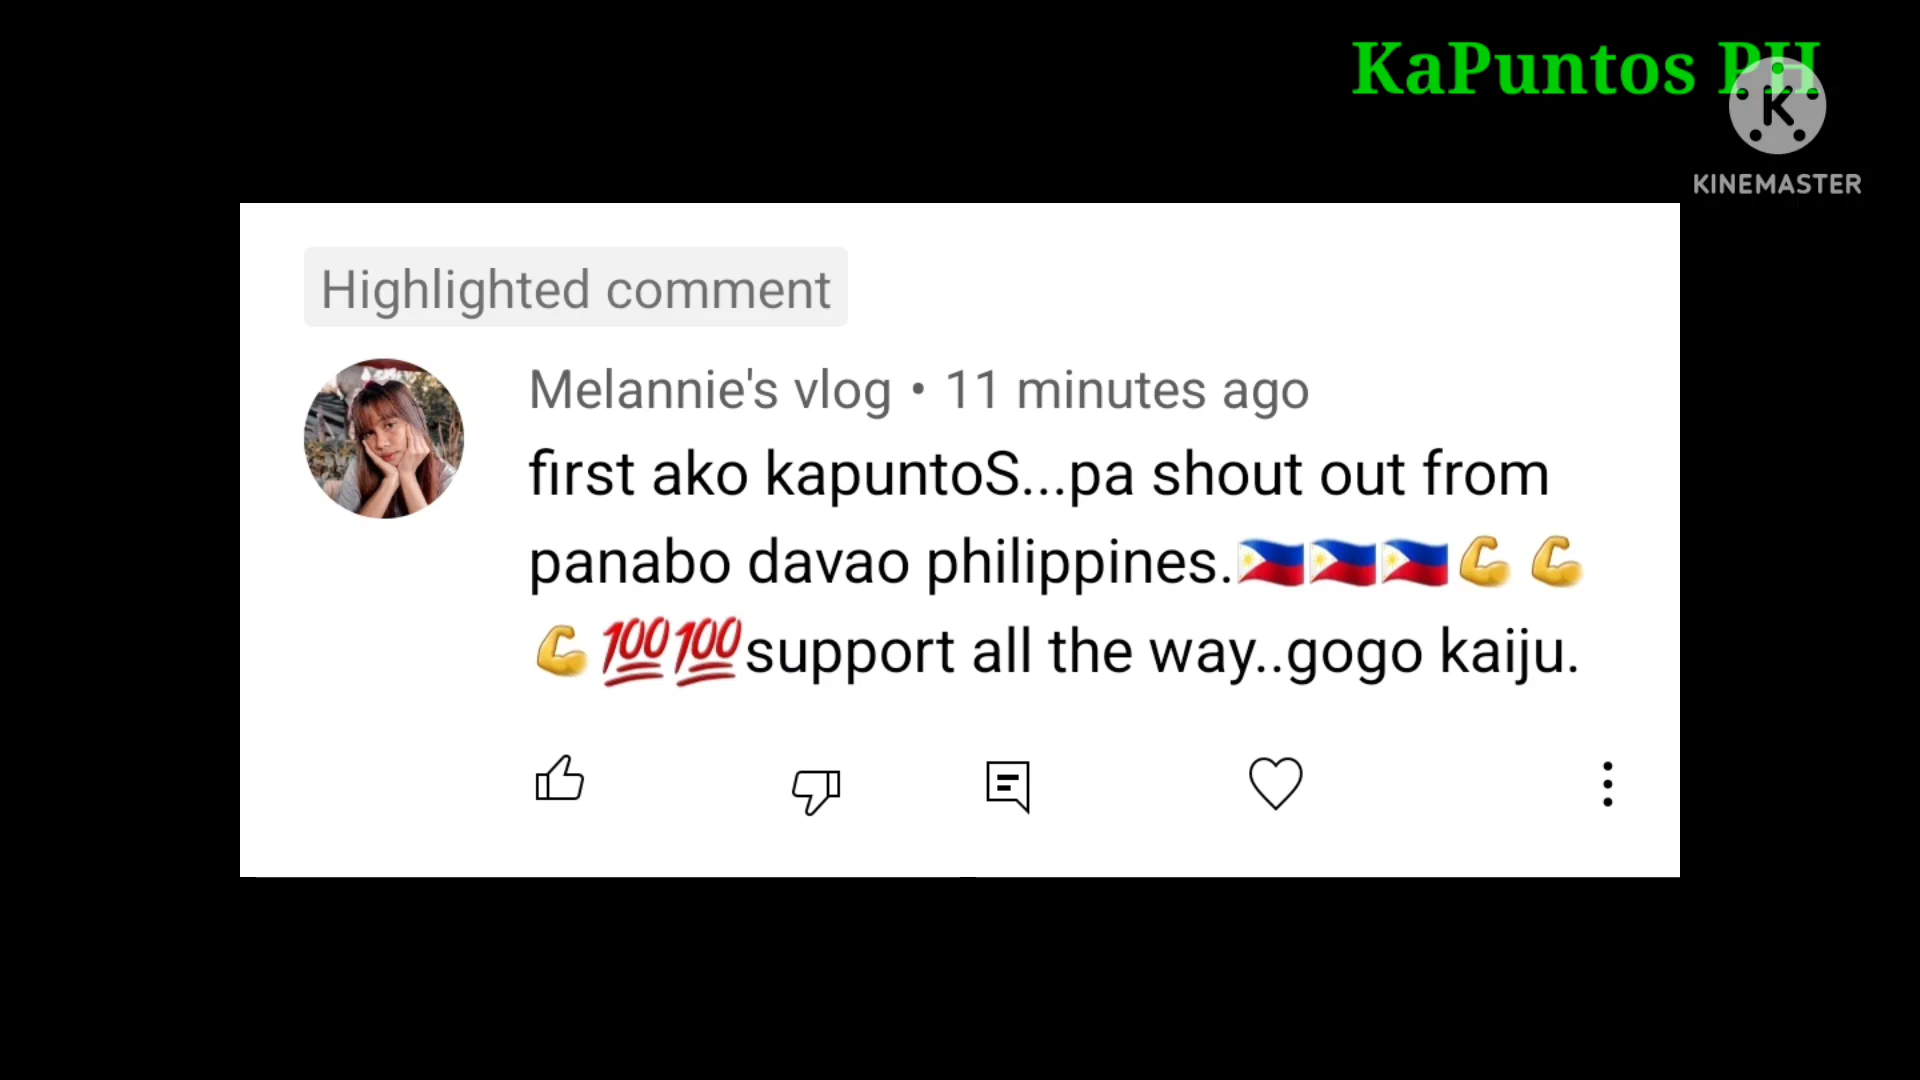 KaPuntos PH
K
KINEMASTER
Highlighted comment
Melannie's vlog • 11 minutes ago
first ako kapuntoS...pa shout out from
panabo davao philippines.🇵🇭🇵🇭🇵🇭💪💪
💪💯💯support all the way..gogo kaiju.